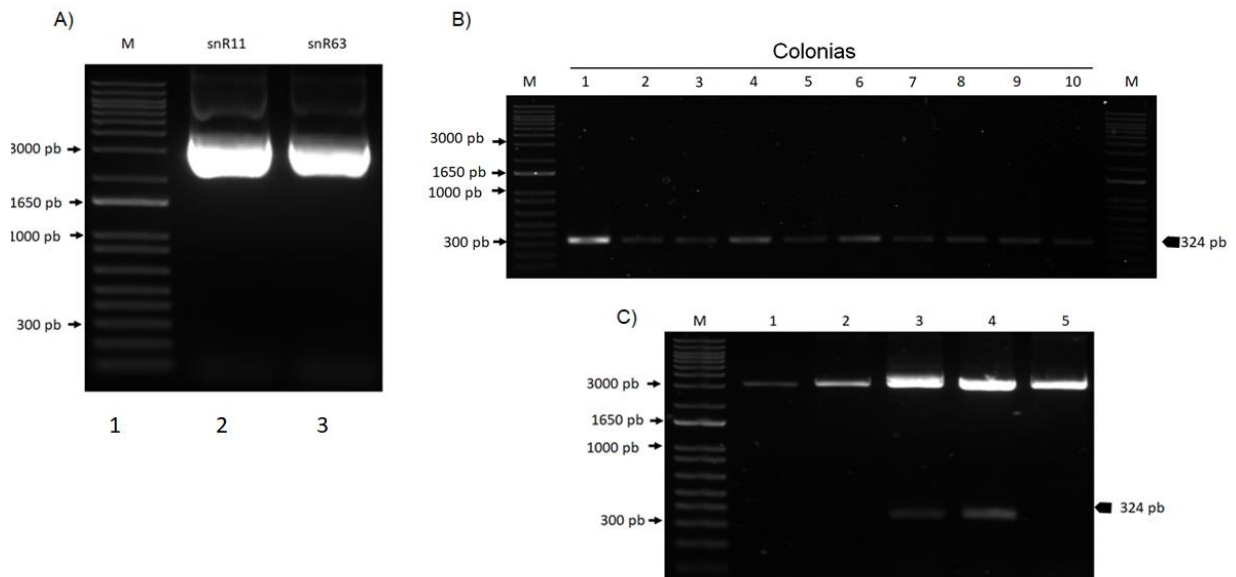 A)
M snR11 snR63
3000 pb
1650 pb
1000 pb
300 pb
1 2 3
B)
Colonias
M 1 2 3 4 5 6 7 8 9 10 M
3000 pb
1650 pb
1000 pb
300 pb
324 pb
C)
M 1 2 3 4 5
3000 pb
1650 pb
1000 pb
324 pb
300 pb